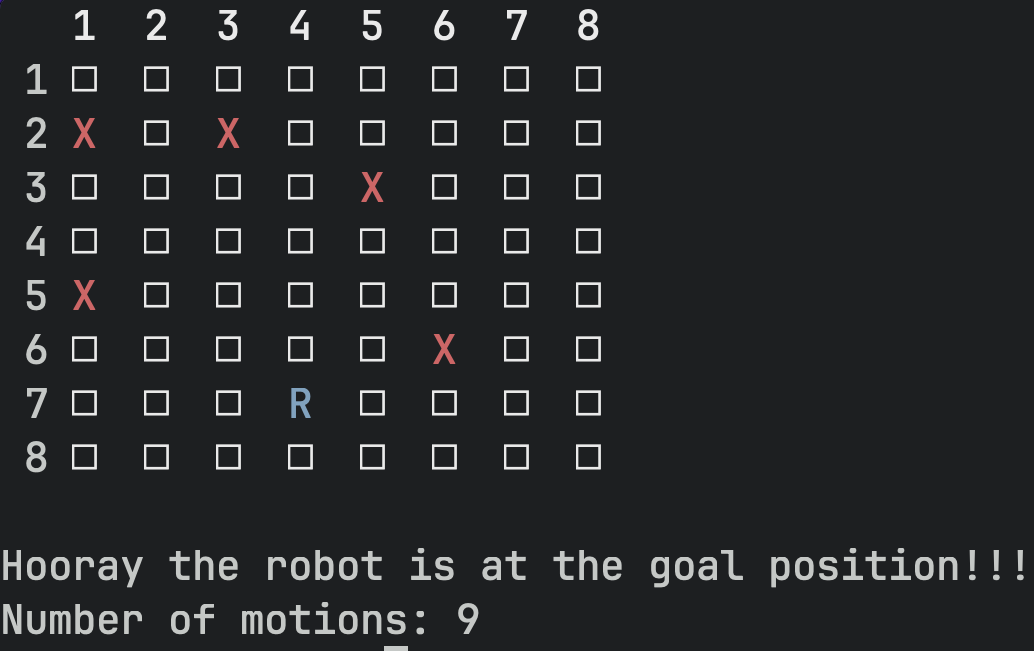 1 2 3 4 5 6 7 8
1 □ □ □ □ □ □ □ □
2 X □ X □ □ □ □ □
3 □ □ □ □ X □ □ □
4 □ □ □ □ □ □ □ □
5 X □ □ □ □ □ □ □
6 □ □ □ □ □ X □ □
7 □ □ □ R □ □ □ □
8 □ □ □ □ □ □ □ □
Hooray the robot is at the goal position!!!
Number of motions: 9